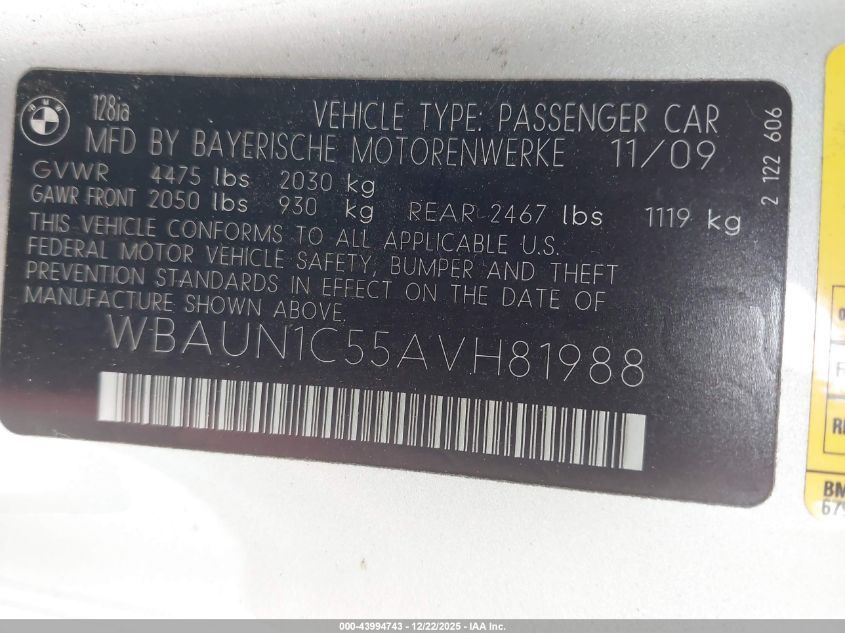 BMW
128ia
VEHICLE TYPE: PASSENGER CAR
MFD BY BAYERISCHE MOTORENWERKE 11/09
GVWR 4475 lbs 2030 kg
GAWR FRONT 2050 lbs 930 kg REAR 2467 lbs 1119 kg
THIS VEHICLE CONFORMS TO ALL APPLICABLE U.S.
FEDERAL MOTOR VEHICLE SAFETY, BUMPER AND THEFT
PREVENTION STANDARDS IN EFFECT ON THE DATE OF
MANUFACTURE SHOWN ABOVE.
WBAUN1C55AVH81988
2 122 606
BM
679
000-43994743 - 12/22/2025 - IAA Inc.